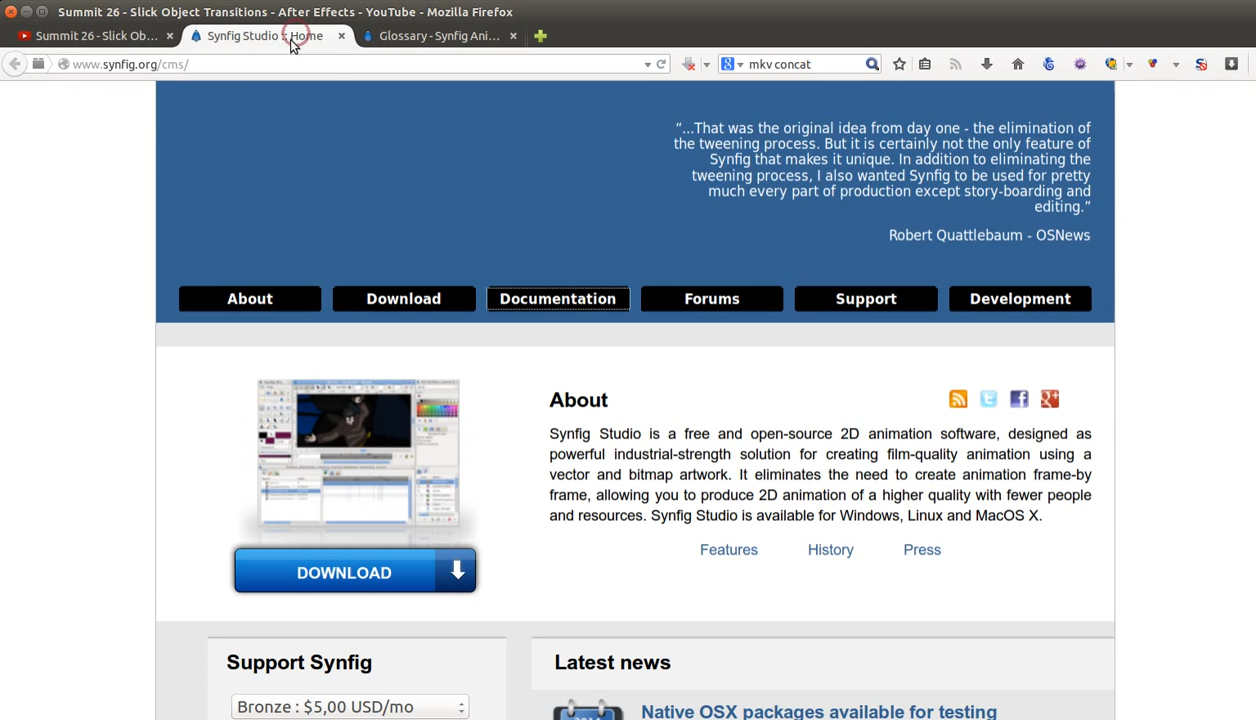 Summit 26 - Slick Object Transitions - After Effects - YouTube - Mozilla Firefox
Summit 26 - Slick Ob...
Synfig Studio :: Home
Glossary - Synfig Ani...
www.synfig.org/cms/
mkv concat
“...That was the original idea from day one - the elimination of
the tweening process. But it is certainly not the only feature of
Synfig that makes it unique. In addition to eliminating the
tweening process, I also wanted Synfig to be used for pretty
much every part of production except story-boarding and
editing.”
Robert Quattlebaum - OSNews
About
Download
Documentation
Forums
Support
Development
About
Synfig Studio is a free and open-source 2D animation software, designed as
powerful industrial-strength solution for creating film-quality animation using a
vector and bitmap artwork. It eliminates the need to create animation frame-by
frame, allowing you to produce 2D animation of a higher quality with fewer people
and resources. Synfig Studio is available for Windows, Linux and MacOS X.
Features
History
Press
DOWNLOAD
Support Synfig
Latest news
Bronze : $5,00 USD/mo
Native OSX packages available for testing